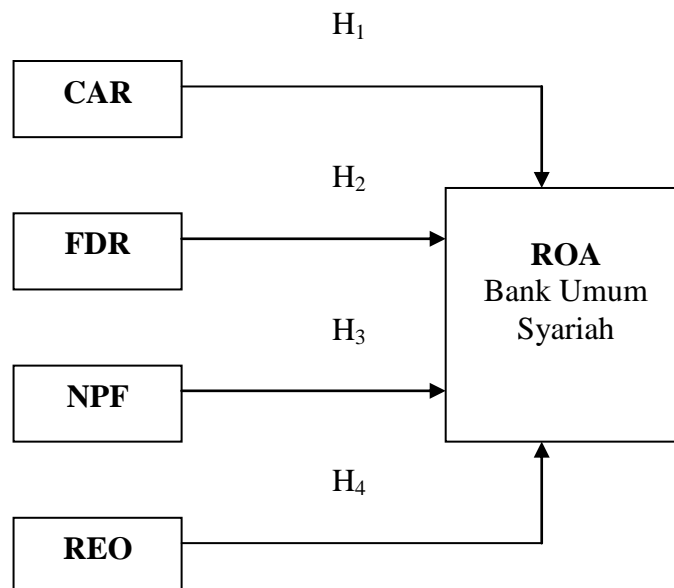 H₁
CAR
H₂
FDR
ROA
Bank Umum
Syariah
H₃
NPF
H₄
REO